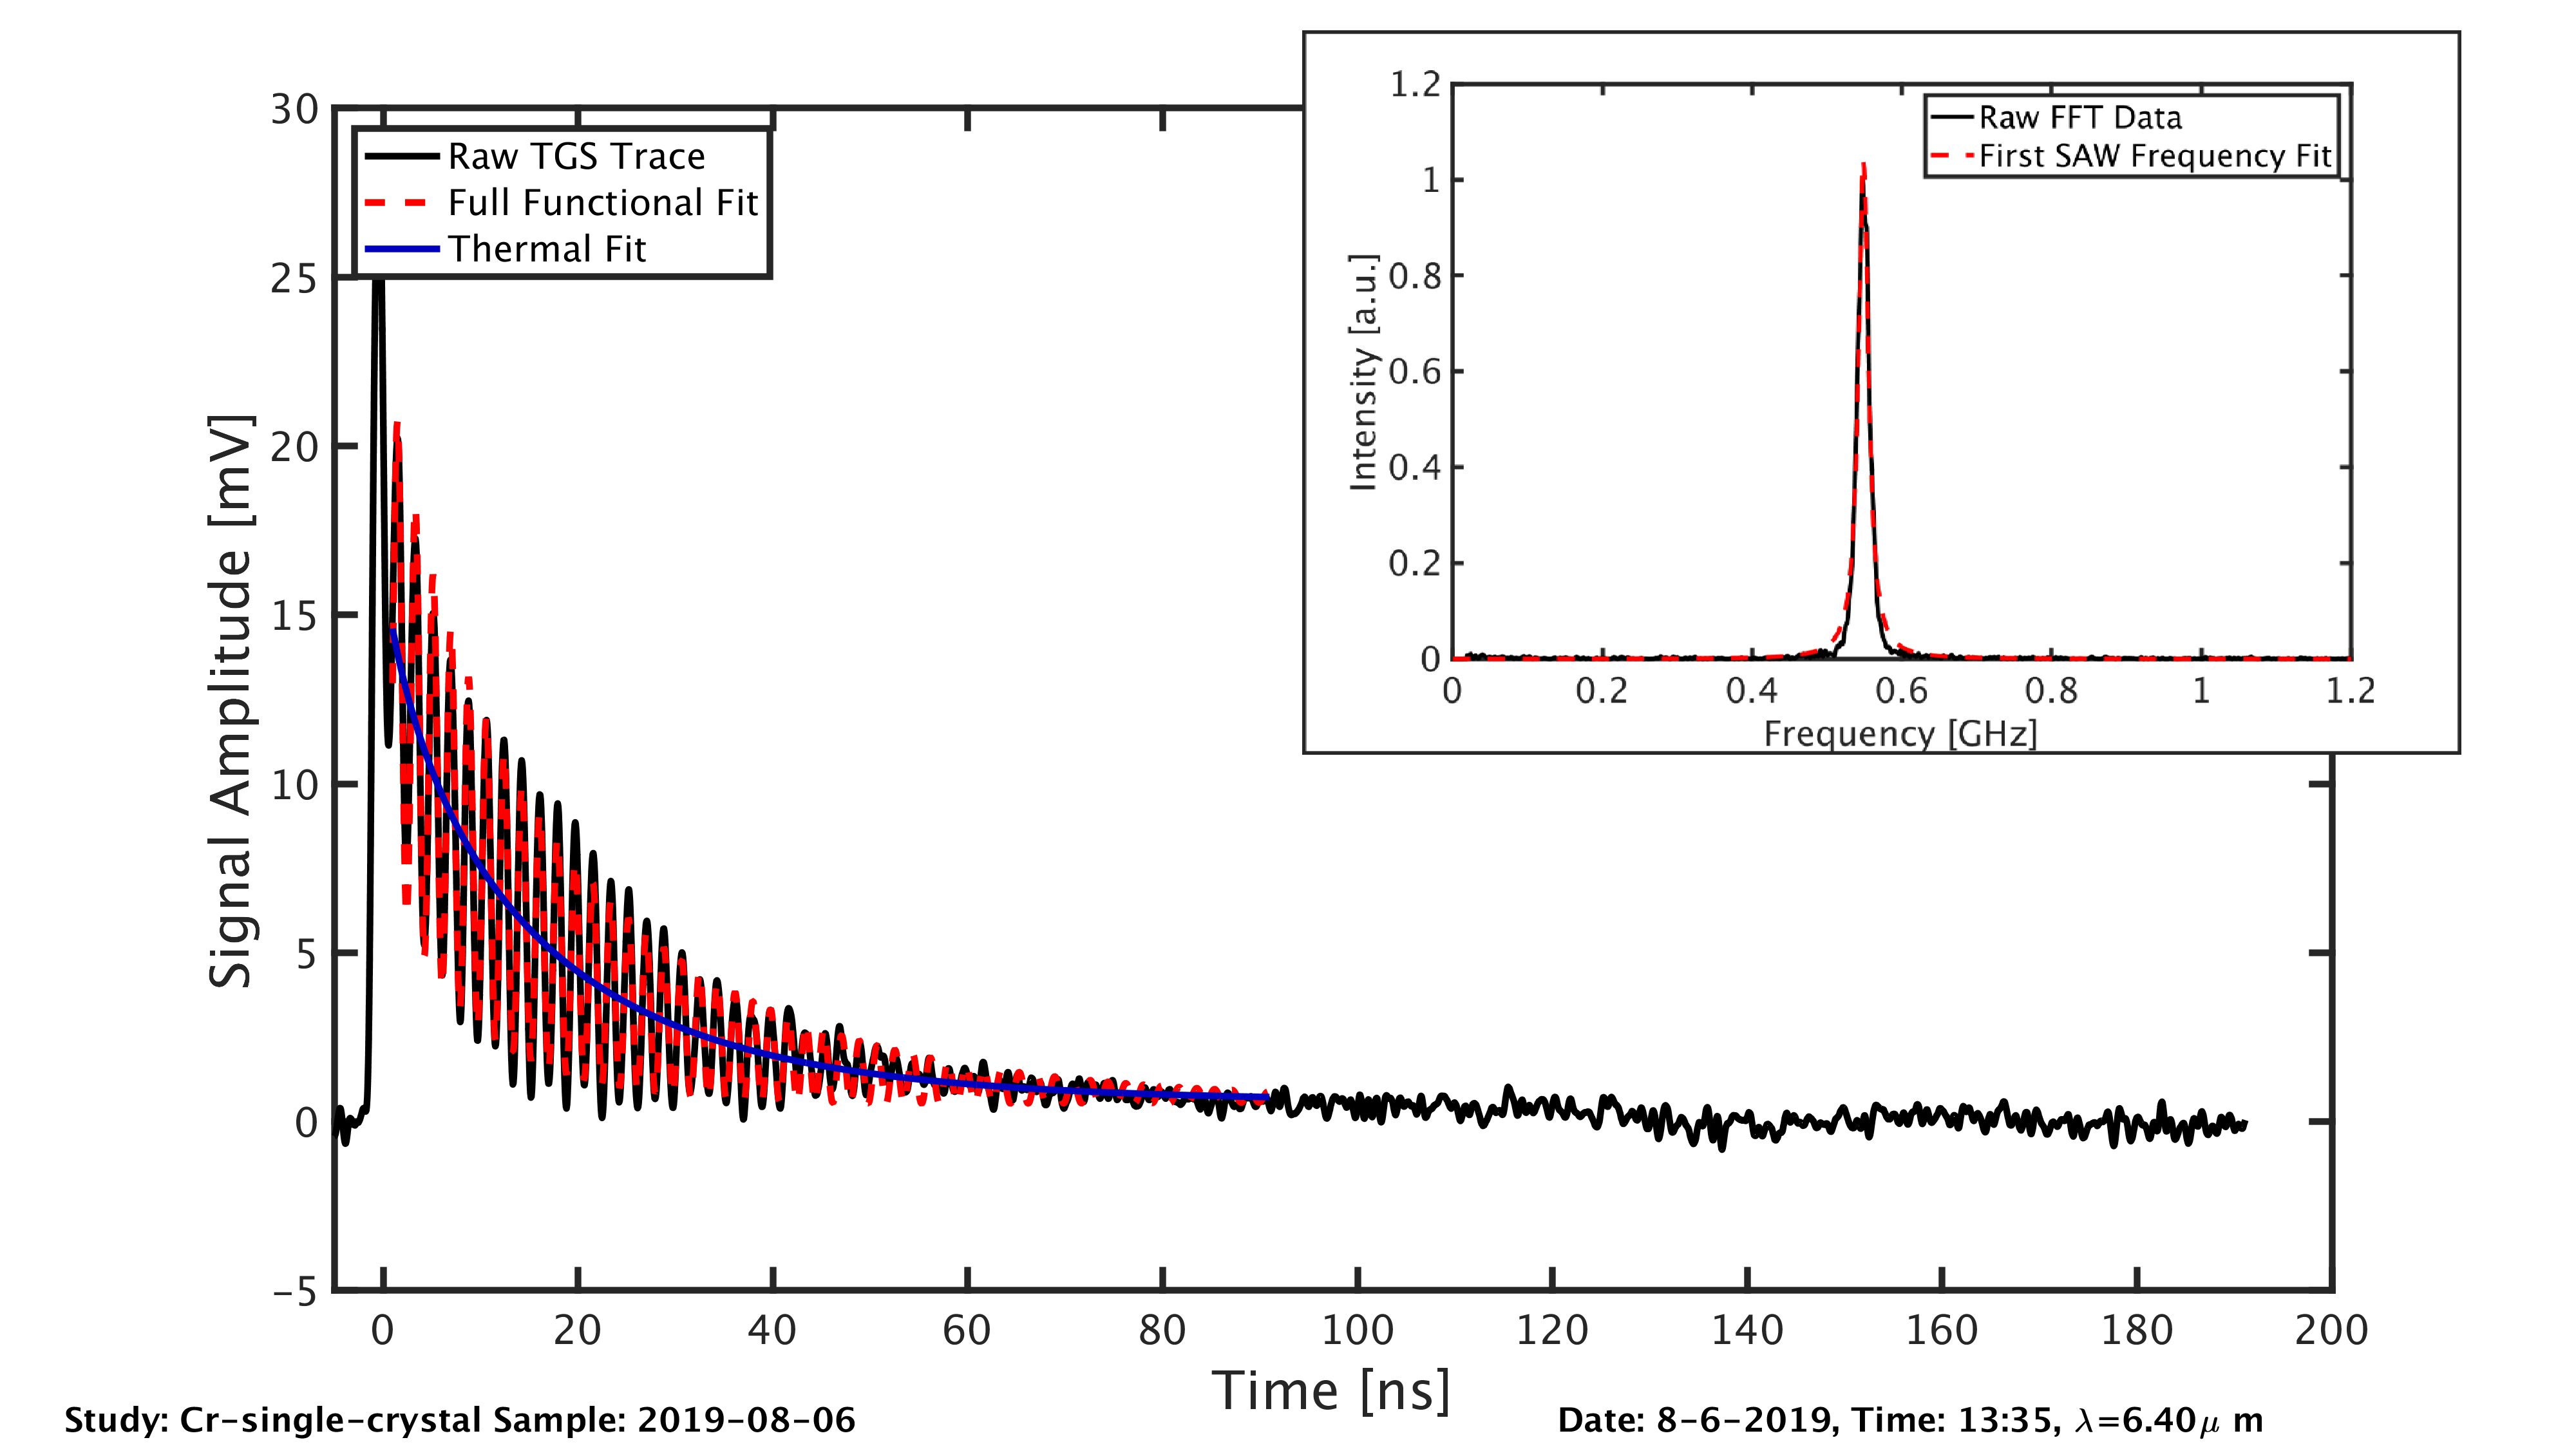 30
25
20
15
10
5
0
-5
Signal Amplitude [mV]
Raw TGS Trace
Full Functional Fit
Thermal Fit
1.2
1
0.8
0.6
0.4
0.2
0
Intensity [a.u.]
Raw FFT Data
First SAW Frequency Fit
0 0.2 0.4 0.6 0.8 1 1.2
Frequency [GHz]
0 20 40 60 80 100 120 140 160 180 200
Time [ns]
Study: Cr-single-crystal Sample: 2019-08-06
Date: 8-6-2019, Time: 13:35, λ=6.40μ m